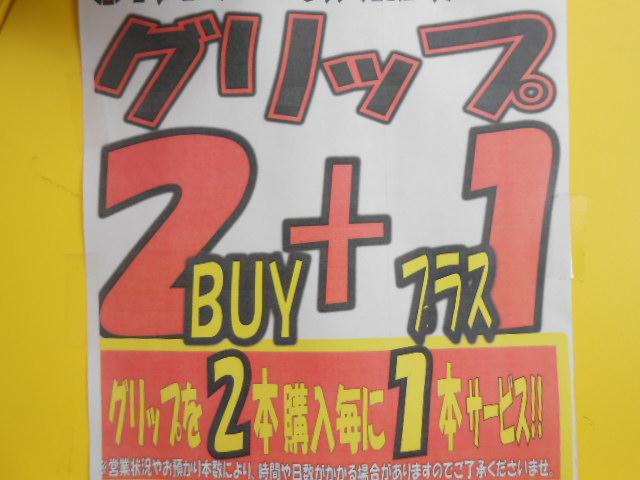 グリップ
2+1
BUY プラス
グリップを2本購入毎に1本サービス!!
※営業状況やお預かり本数により、時間や日数がかかる場合がありますのでご了承くださいませ。